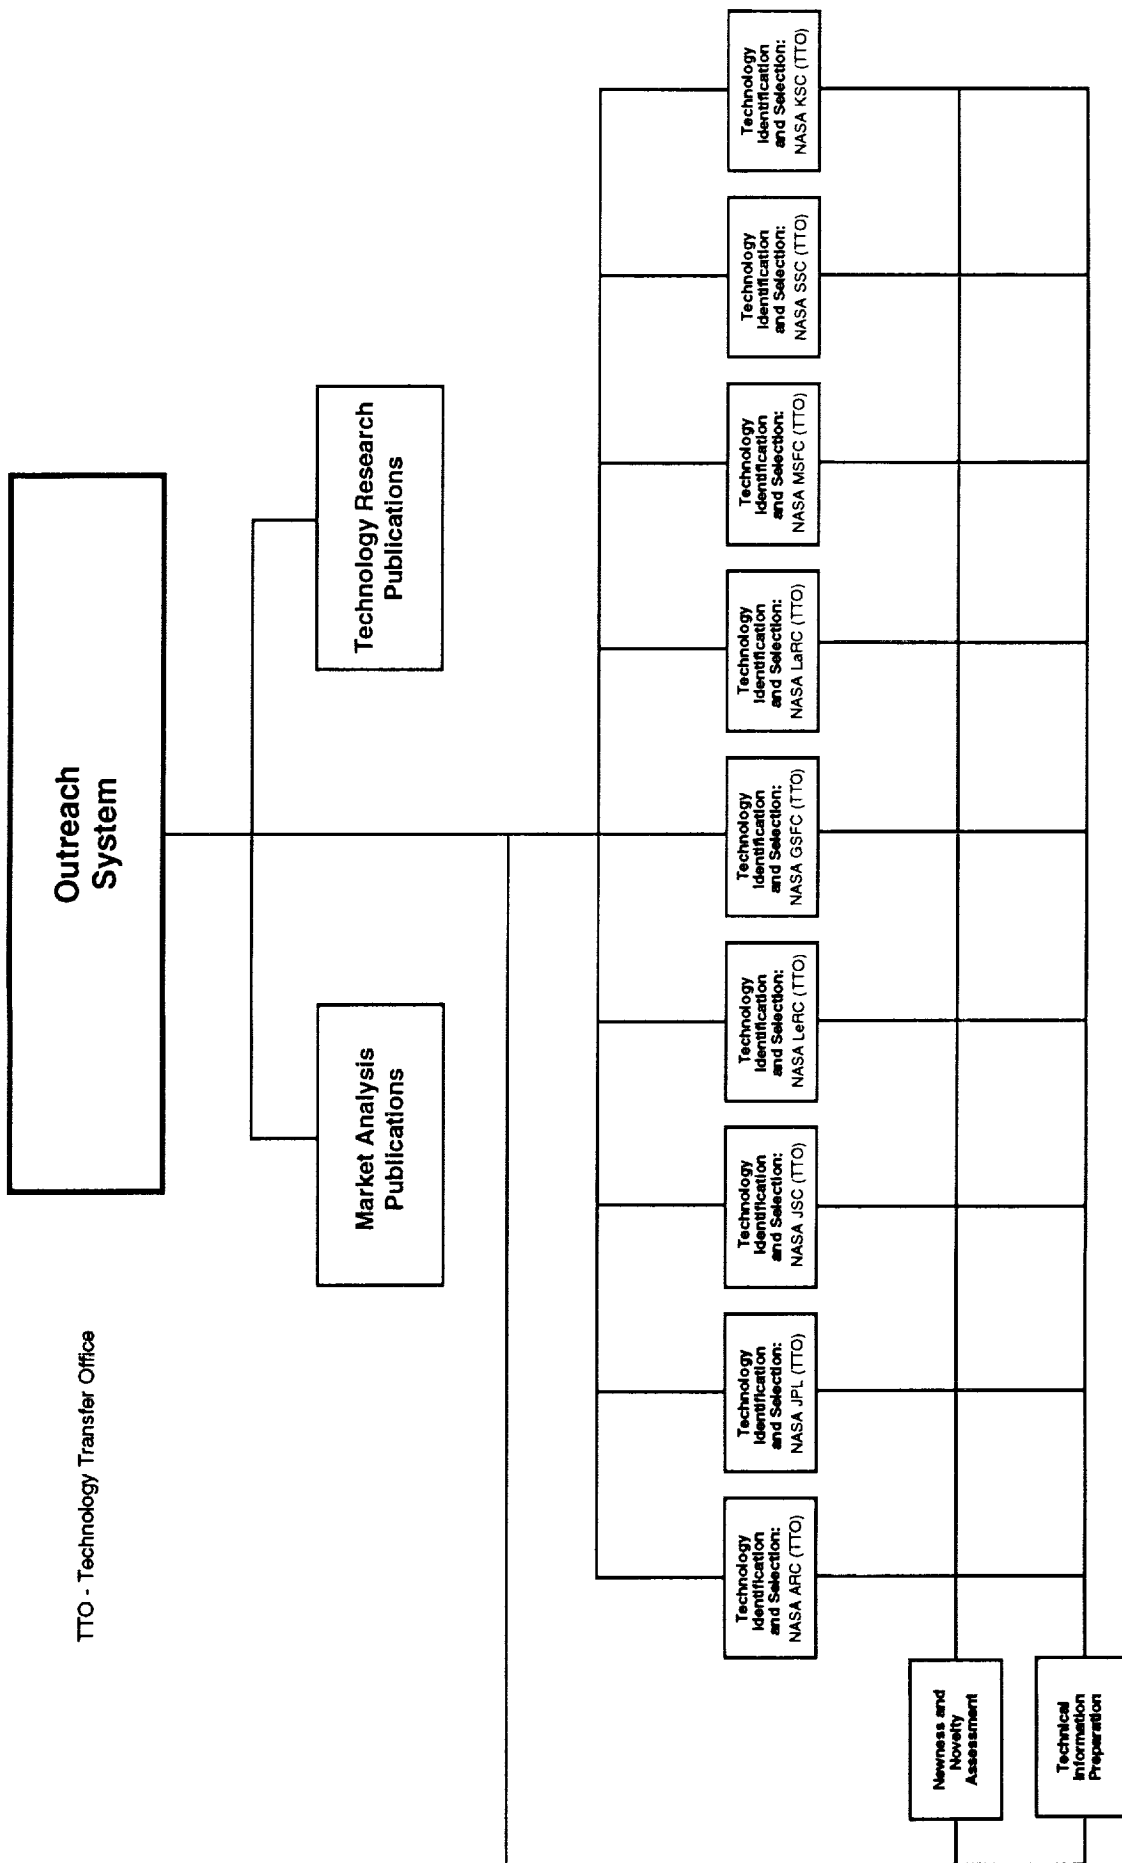 Outreach
System
Market Analysis
Publications
Technology Research
Publications
TTO - Technology Transfer Office
Technology
Identification
and Selection:
NASA ARC (TTO)
Technology
Identification
and Selection:
NASA JPL (TTO)
Technology
Identification
and Selection:
NASA JSC (TTO)
Technology
Identification
and Selection:
NASA LeRC (TTO)
Technology
Identification
and Selection:
NASA GSFC (TTO)
Technology
Identification
and Selection:
NASA LaRC (TTO)
Technology
Identification
and Selection:
NASA MSFC (TTO)
Technology
Identification
and Selection:
NASA SSC (TTO)
Technology
Identification
and Selection:
NASA KSC (TTO)
Newness and
Novelty
Assessment
Technical
Information
Preparation